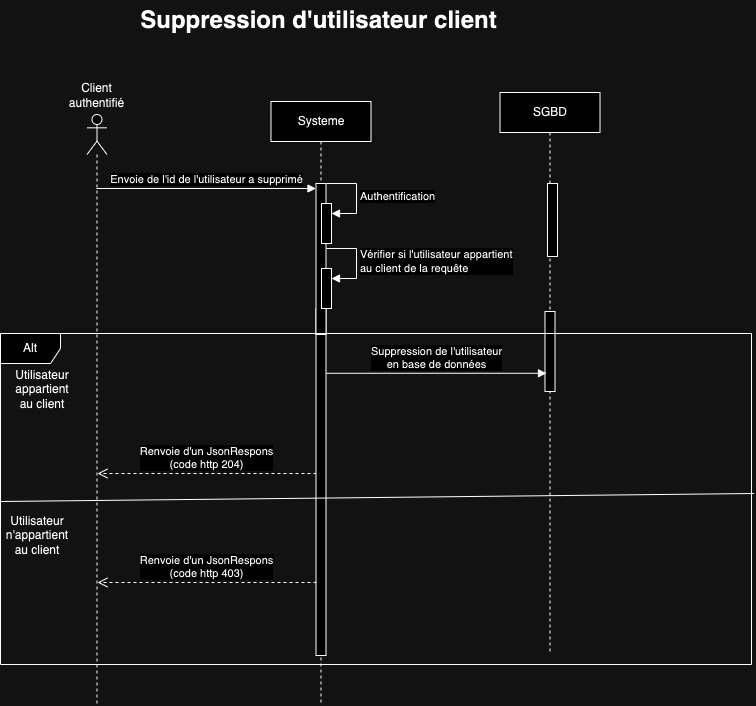 Suppression d'utilisateur client
Client
authentifié
Systeme
SGBD
Envoie de l'id de l'utilisateur a supprimé
Authentification
Vérifier si l'utilisateur appartient
au client de la requête
Alt
Utilisateur
appartient
au client
Suppression de l'utilisateur
en base de données
Renvoie d'un JsonRespons
(code http 204)
Utilisateur
n'appartient
au client
Renvoie d'un JsonRespons
(code http 403)